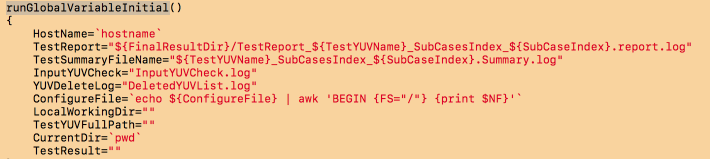 runGlobalVariableInitial()
{
HostName=`hostname`
TestReport="${FinalResultDir}/TestReport_${TestYUVName}_SubCasesIndex_${SubCaseIndex}.report.log"
TestSummaryFileName="${TestYUVName}_SubCasesIndex_${SubCaseIndex}.Summary.log"
InputYUVCheck="InputYUVCheck.log"
YUVDeleteLog="DeletedYUVList.log"
ConfigureFile=`echo ${ConfigureFile} | awk 'BEGIN {FS="/"} {print $NF}'`
LocalWorkingDir=""
TestYUVFullPath=""
CurrentDir=`pwd`
TestResult=""